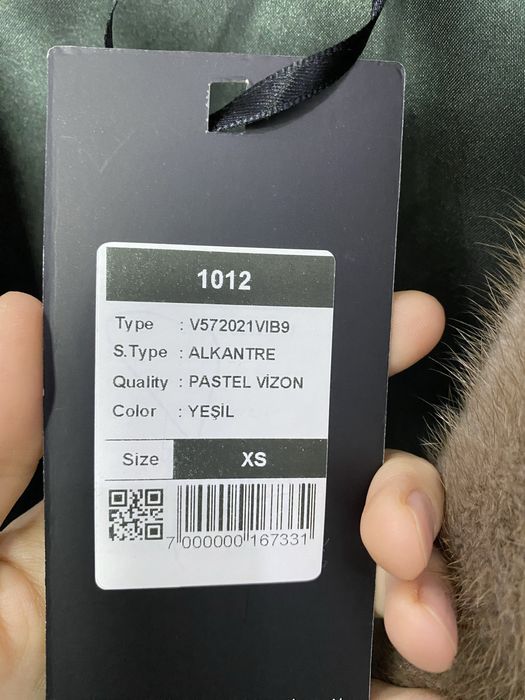 1012
Type : V572021VIB9
S.Type : ALKANTRE
Quality : PASTEL VİZON
Color : YEŞİL
Size XS
7 000000 167331